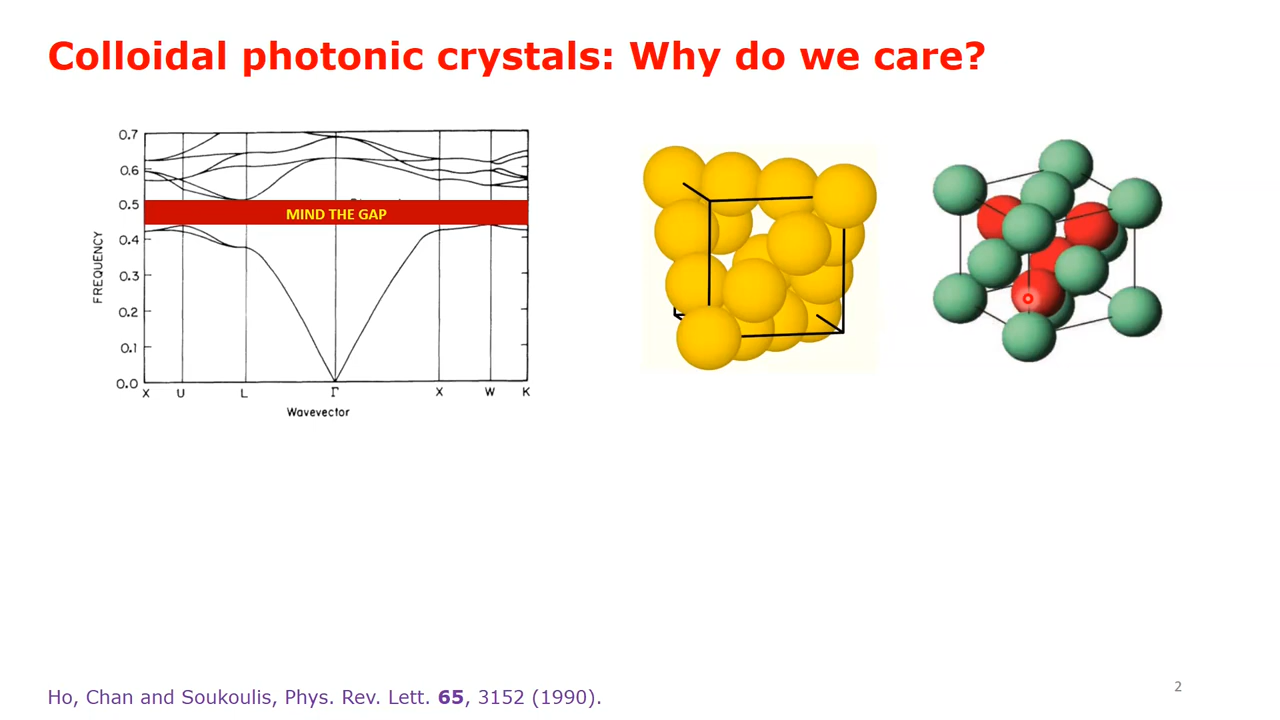 Colloidal photonic crystals: Why do we care?
0.7
0.6
0.5
0.4
0.3
0.2
0.1
0.0
FREQUENCY
MIND THE GAP
X U L Γ X W K
Wavevector
Ho, Chan and Soukoulis, Phys. Rev. Lett. 65, 3152 (1990).
2